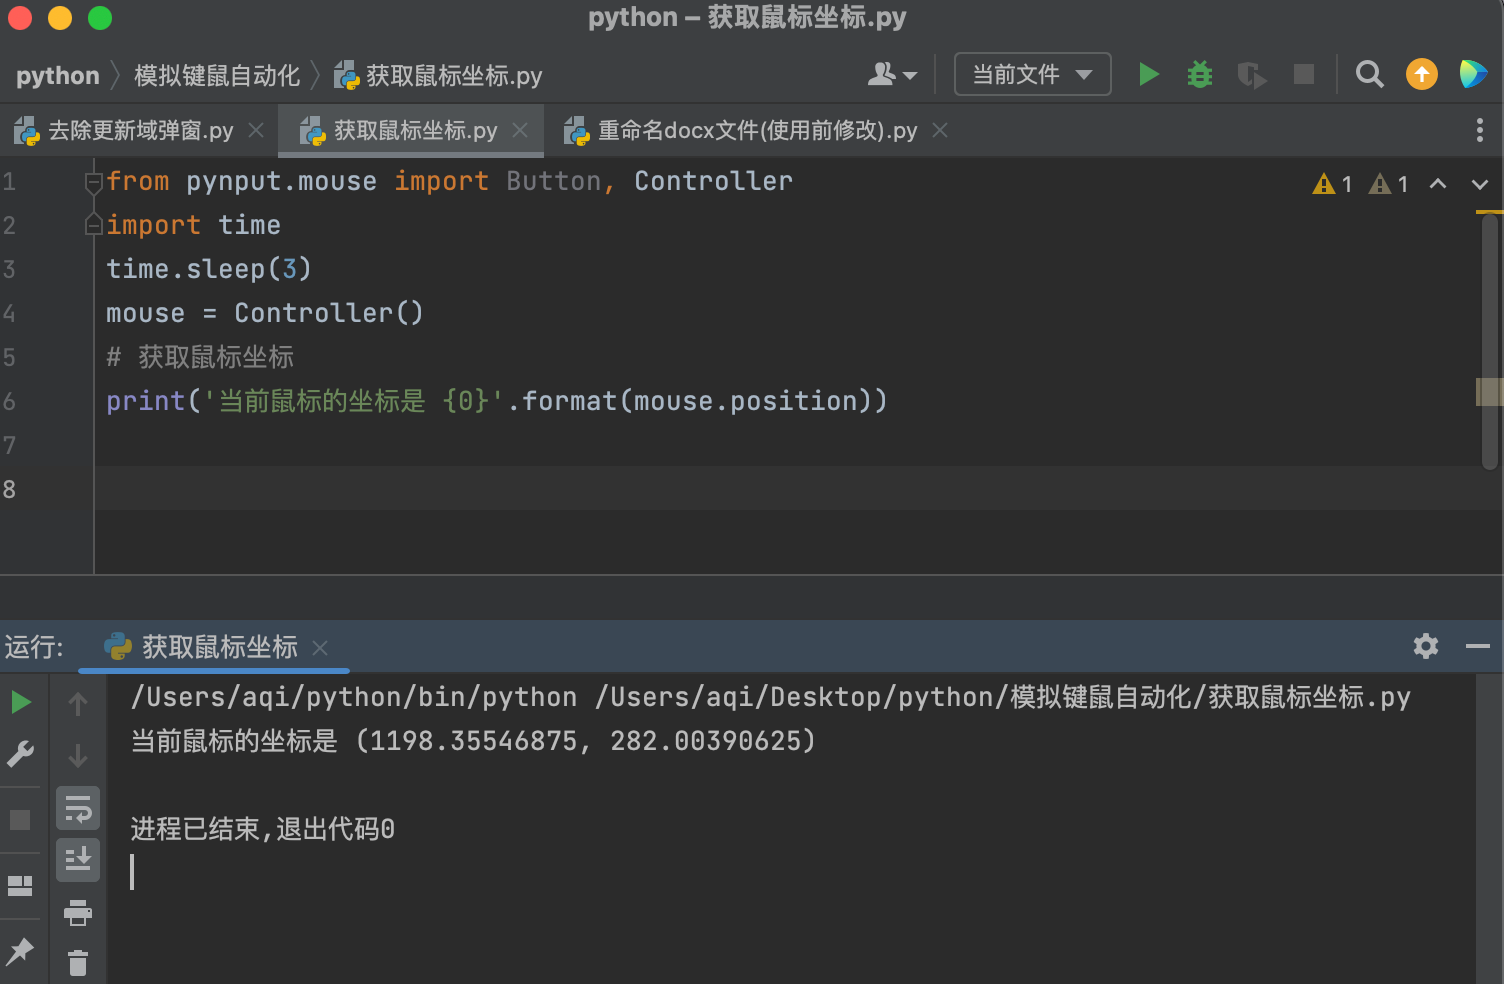 python – 获取鼠标坐标.py
python 模拟键鼠自动化 获取鼠标坐标.py 当前文件
去除更新域弹窗.py 获取鼠标坐标.py 重命名docx文件(使用前修改).py
1 from pynput.mouse import Button, Controller 1 1
2 import time
3 time.sleep(3)
4 mouse = Controller()
5 # 获取鼠标坐标
6 print('当前鼠标的坐标是 {0}'.format(mouse.position))
7
8
运行: 获取鼠标坐标
/Users/aqi/python/bin/python /Users/aqi/Desktop/python/模拟键鼠自动化/获取鼠标坐标.py
当前鼠标的坐标是 (1198.35546875, 282.00390625)
进程已结束,退出代码0